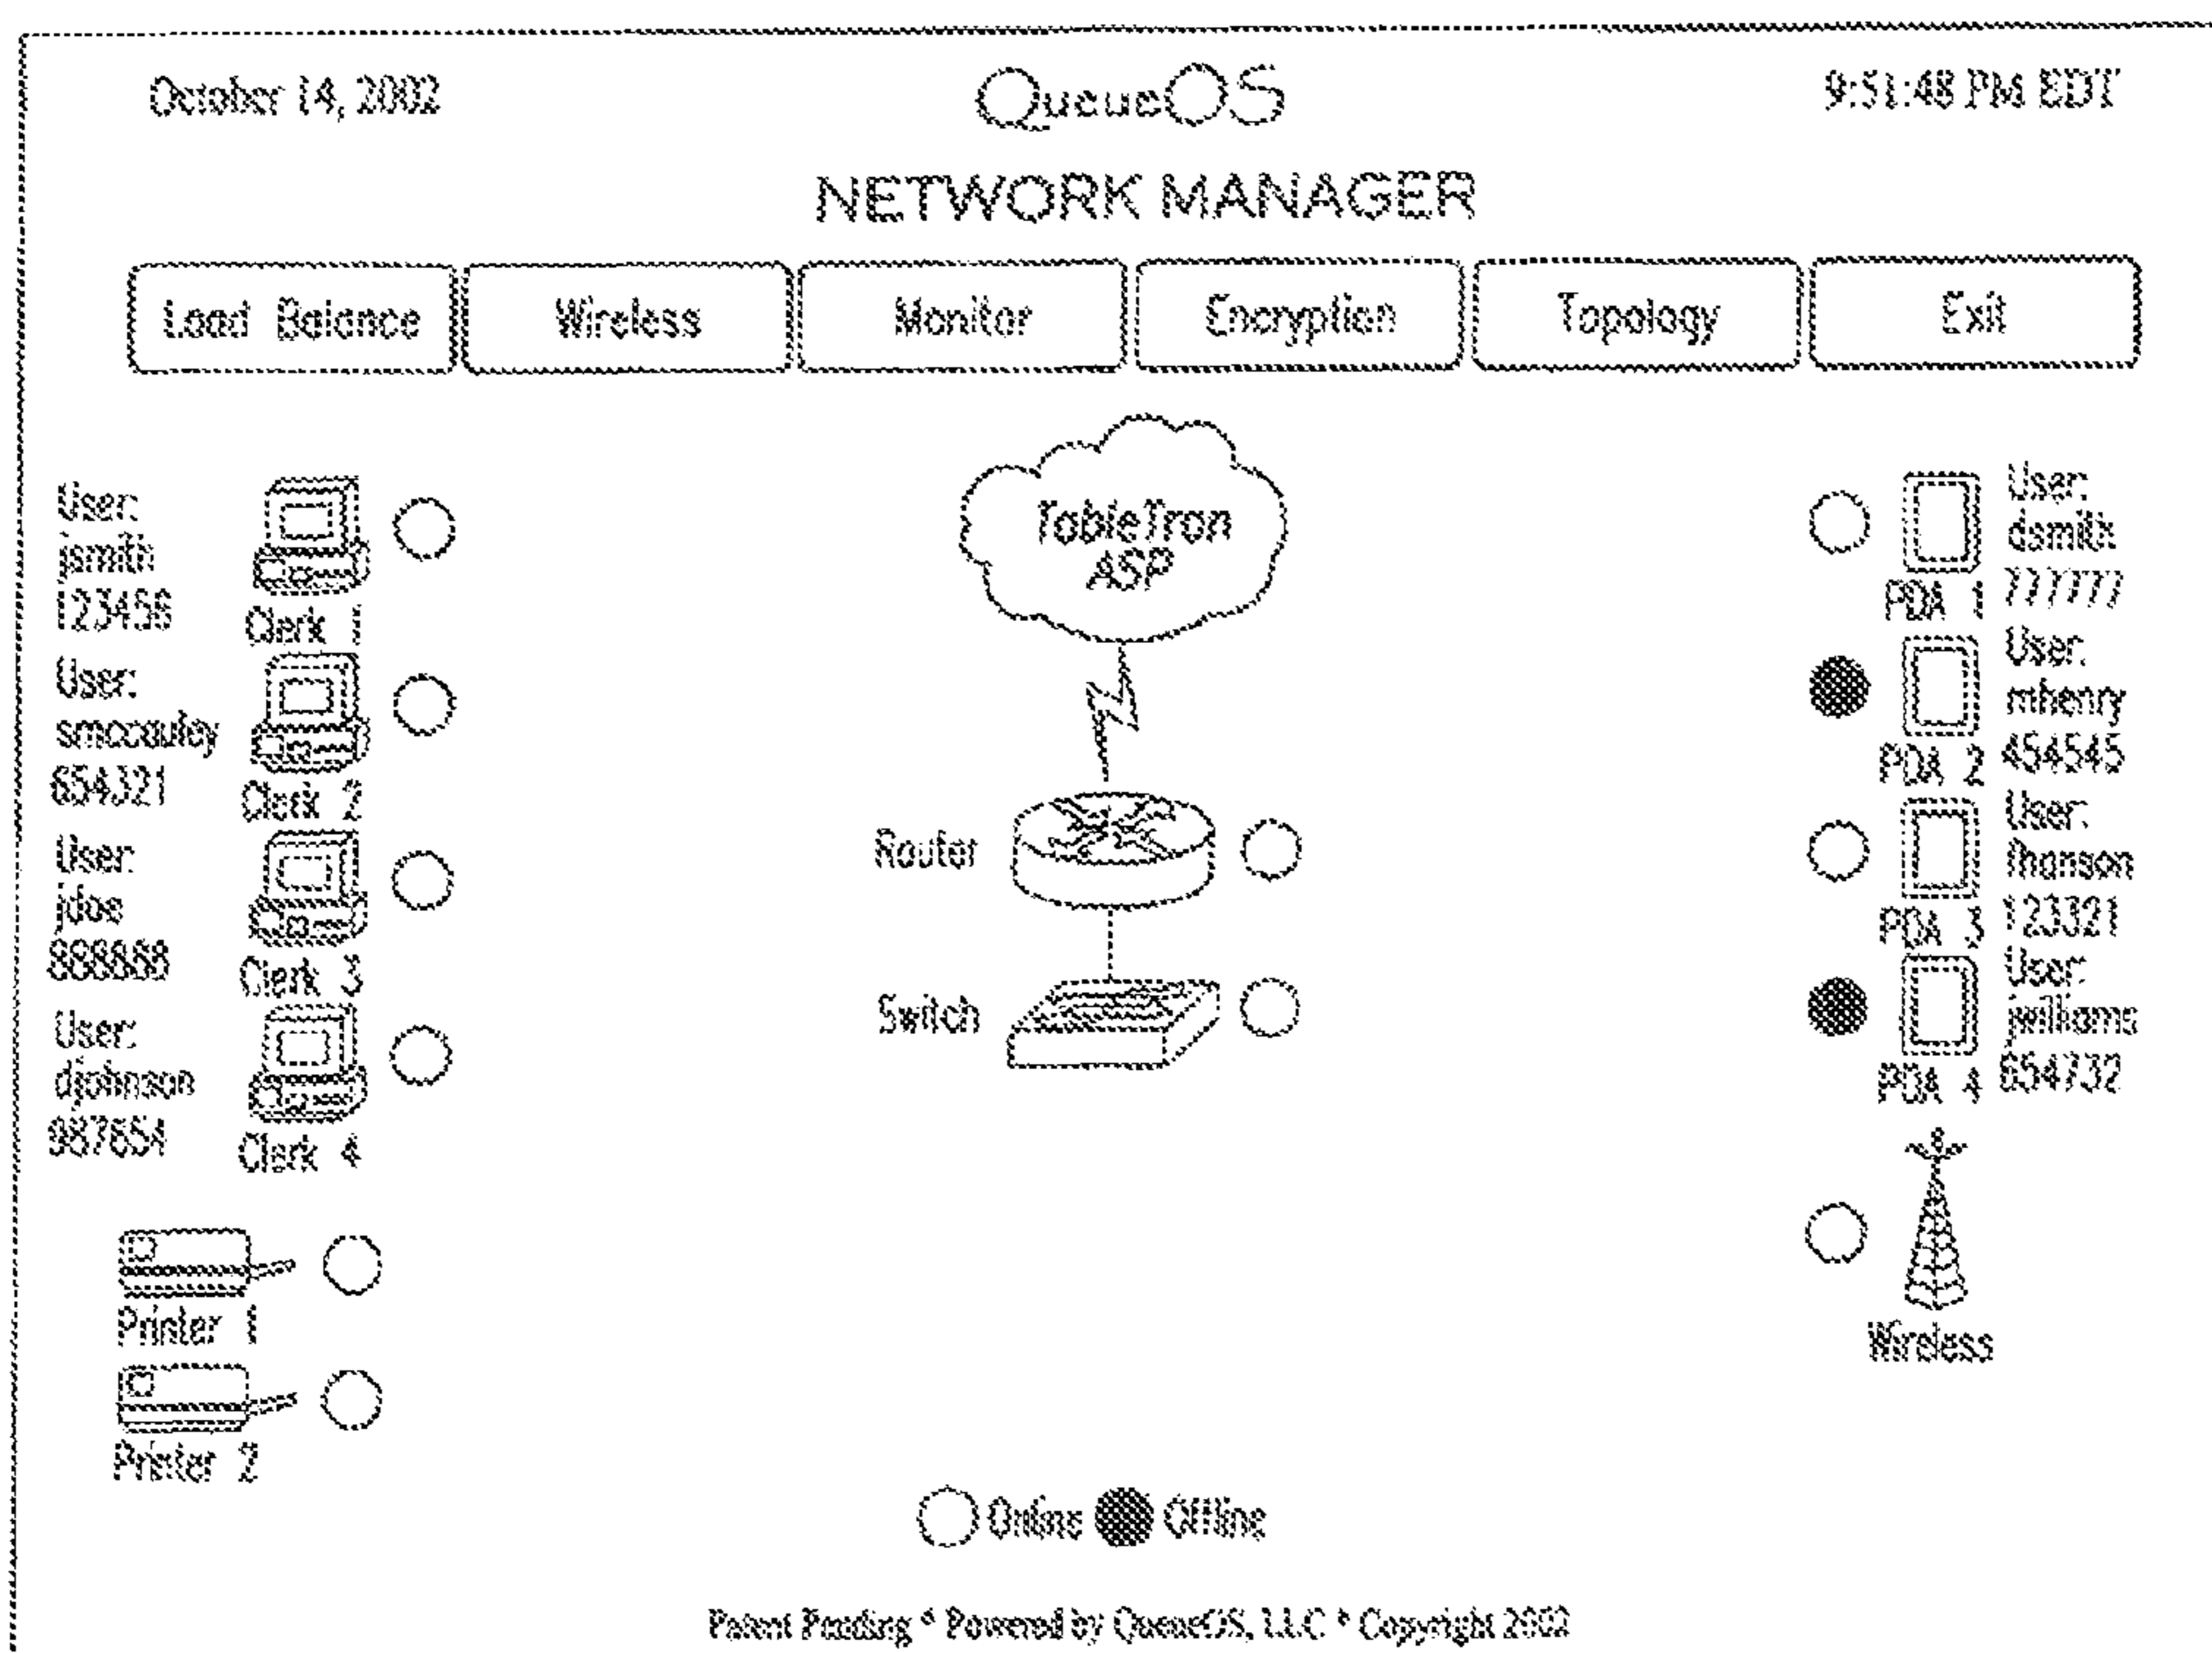 October 14, 2002
QueueOS
9:51:48 PM EDT
NETWORK MANAGER
Load Balance
Wireless
Monitor
Encryption
Topology
Exit
User:
jsmith
123456
Clerk 1
User:
smccauley
654321
Clerk 2
User:
jdoe
888888
Clerk 3
User:
djohnson
987654
Clerk 4
Printer 1
Printer 2
TableTron
ASP
Router
Switch
User:
dsmith
777777
PDA 1
User:
mhenry
454545
PDA 2
User:
fhanson
123321
PDA 3
User:
jwilliams
654732
PDA 4
Wireless
Online Offline
Patent Pending * Powered by QueueOS, LLC * Copyright 2002